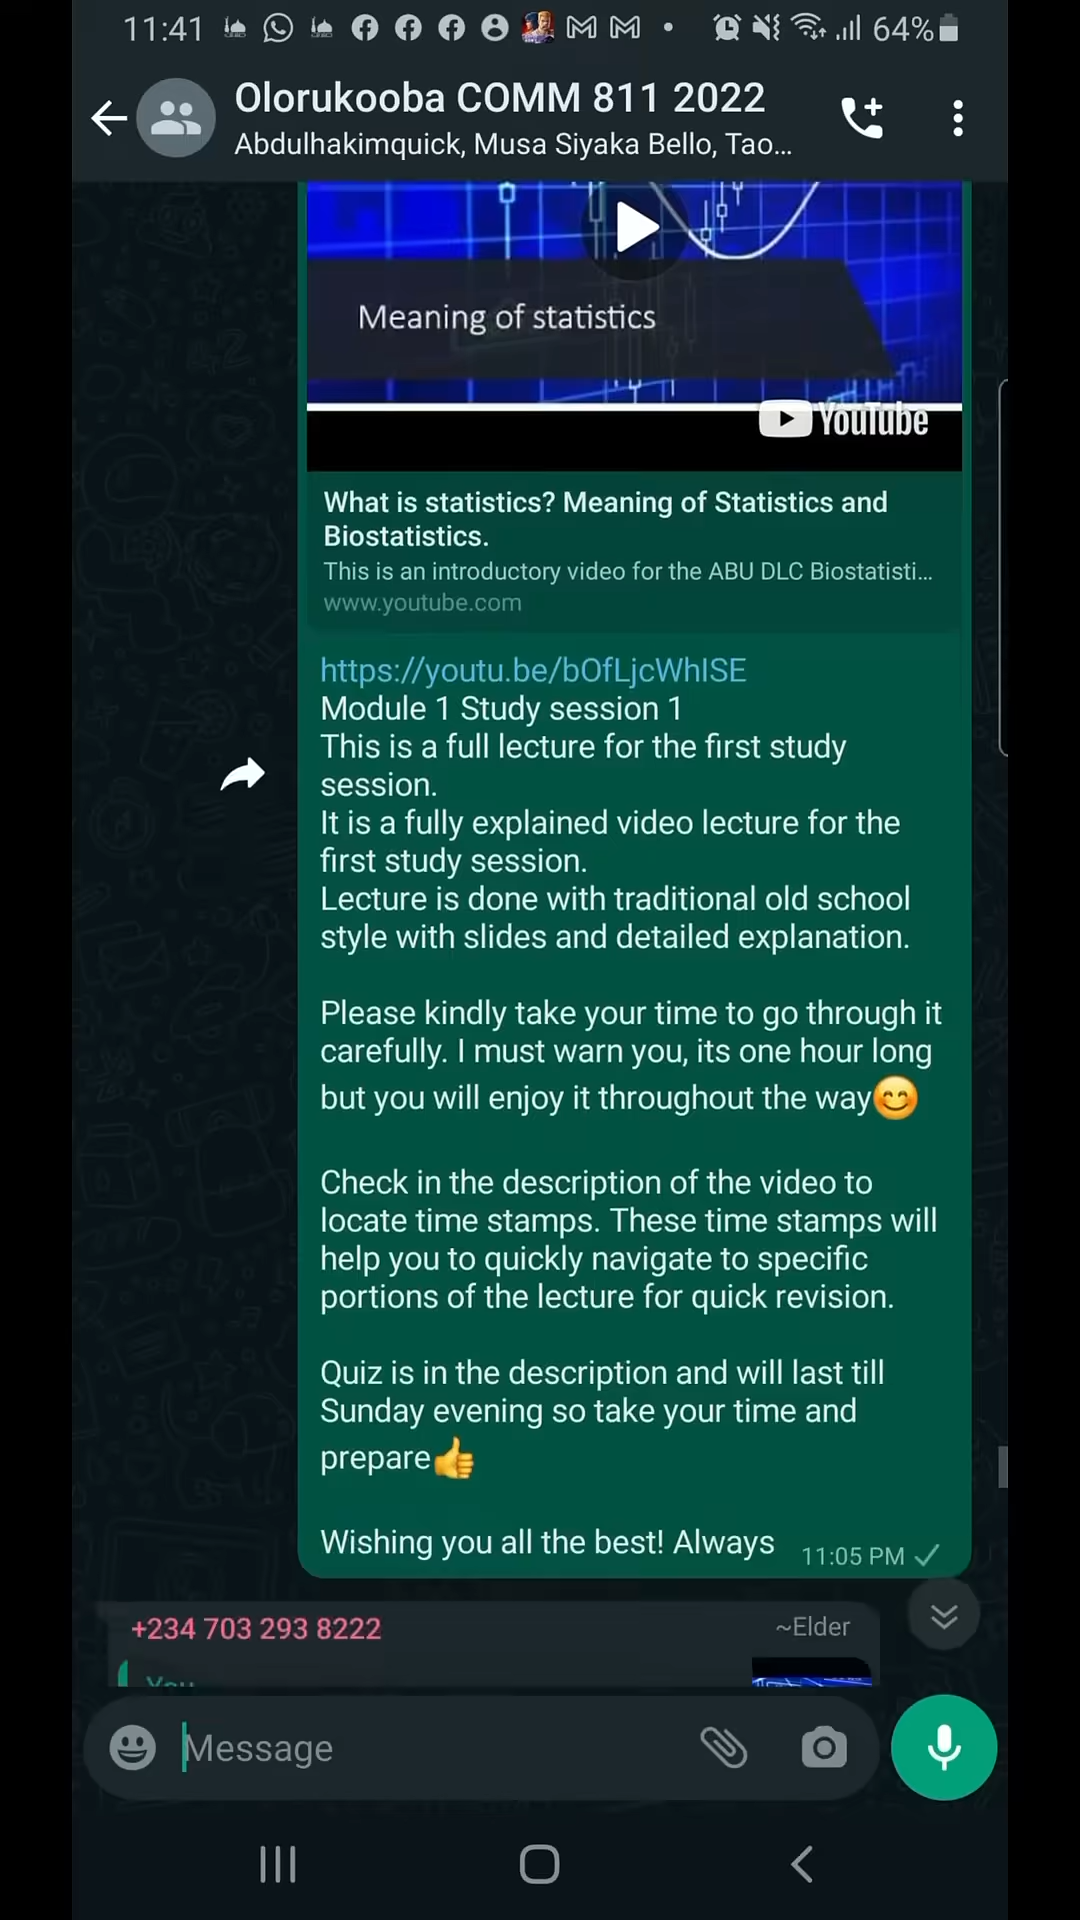 11:41
64%
Olorukooba COMM 811 2022
Abdulhakimquick, Musa Siyaka Bello, Tao...
Meaning of statistics
YouTube
What is statistics? Meaning of Statistics and
Biostatistics.
This is an introductory video for the ABU DLC Biostatisti...
www.youtube.com
https://youtu.be/bOfLjcWhISE
Module 1 Study session 1
This is a full lecture for the first study
session.
It is a fully explained video lecture for the
first study session.
Lecture is done with traditional old school
style with slides and detailed explanation.
Please kindly take your time to go through it
carefully. I must warn you, its one hour long
but you will enjoy it throughout the way😊
Check in the description of the video to
locate time stamps. These time stamps will
help you to quickly navigate to specific
portions of the lecture for quick revision.
Quiz is in the description and will last till
Sunday evening so take your time and
prepare👍
Wishing you all the best! Always
11:05 PM
+234 703 293 8222
~Elder
You
Message